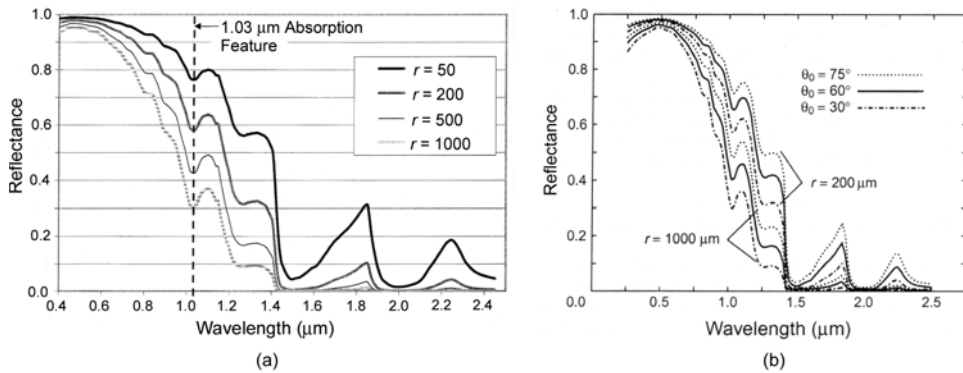 1.0
0.8
0.6
0.4
0.2
0.0
Reflectance
1.03 μm Absorption
Feature
r = 50
r = 200
r = 500
r = 1000
0.4 0.6 0.8 1.0 1.2 1.4 1.6 1.8 2.0 2.2 2.4
Wavelength (μm)
(a)
1.0
0.8
0.6
0.4
0.2
0.0
Reflectance
θ0 = 75°
θ0 = 60°
θ0 = 30°
r = 200 μm
r = 1000 μm
0.0 0.5 1.0 1.5 2.0 2.5
Wavelength (μm)
(b)